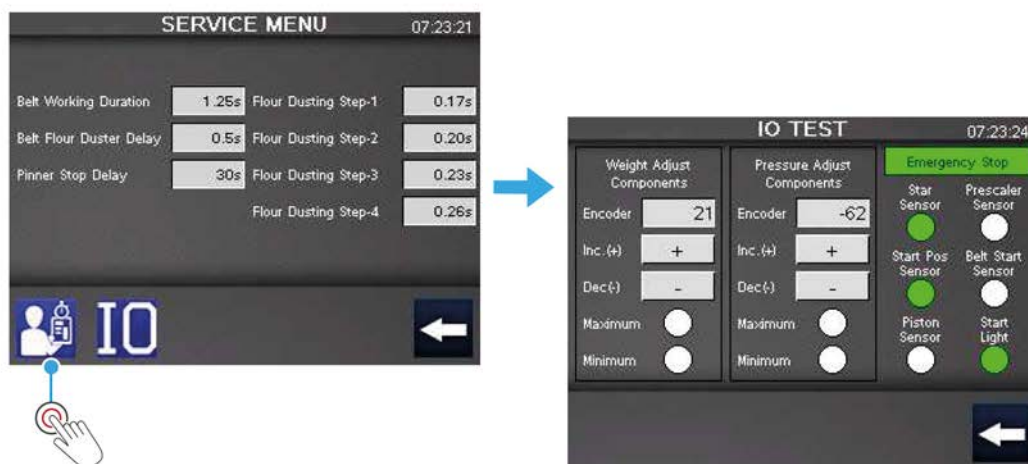 SERVICE MENU 07:23:21
Belt Working Duration 1.25s Flour Dusting Step-1 0.17s
Belt Flour Duster Delay 0.5s Flour Dusting Step-2 0.20s
Pinner Stop Delay 30s Flour Dusting Step-3 0.23s
Flour Dusting Step-4 0.26s
IO
IO TEST 07:23:24
Weight Adjust
Components
Encoder 21
Inc.(+) +
Dec(-) -
Maximum
Minimum
Pressure Adjust
Components
Encoder -62
Inc.(+) +
Dec(-) -
Maximum
Minimum
Emergency Stop
Star
Sensor
Prescaler
Sensor
Start Pos
Sensor
Belt Start
Sensor
Piston
Sensor
Start
Light